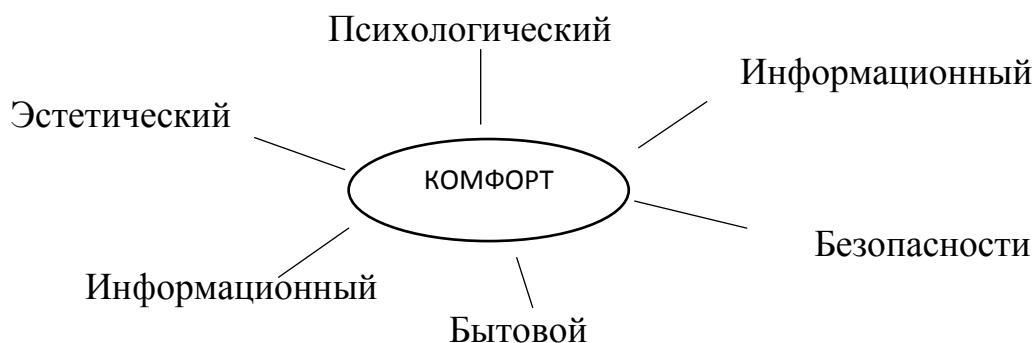 Психологический
Информационный
Эстетический
КОМФОРТ
Безопасности
Информационный
Бытовой